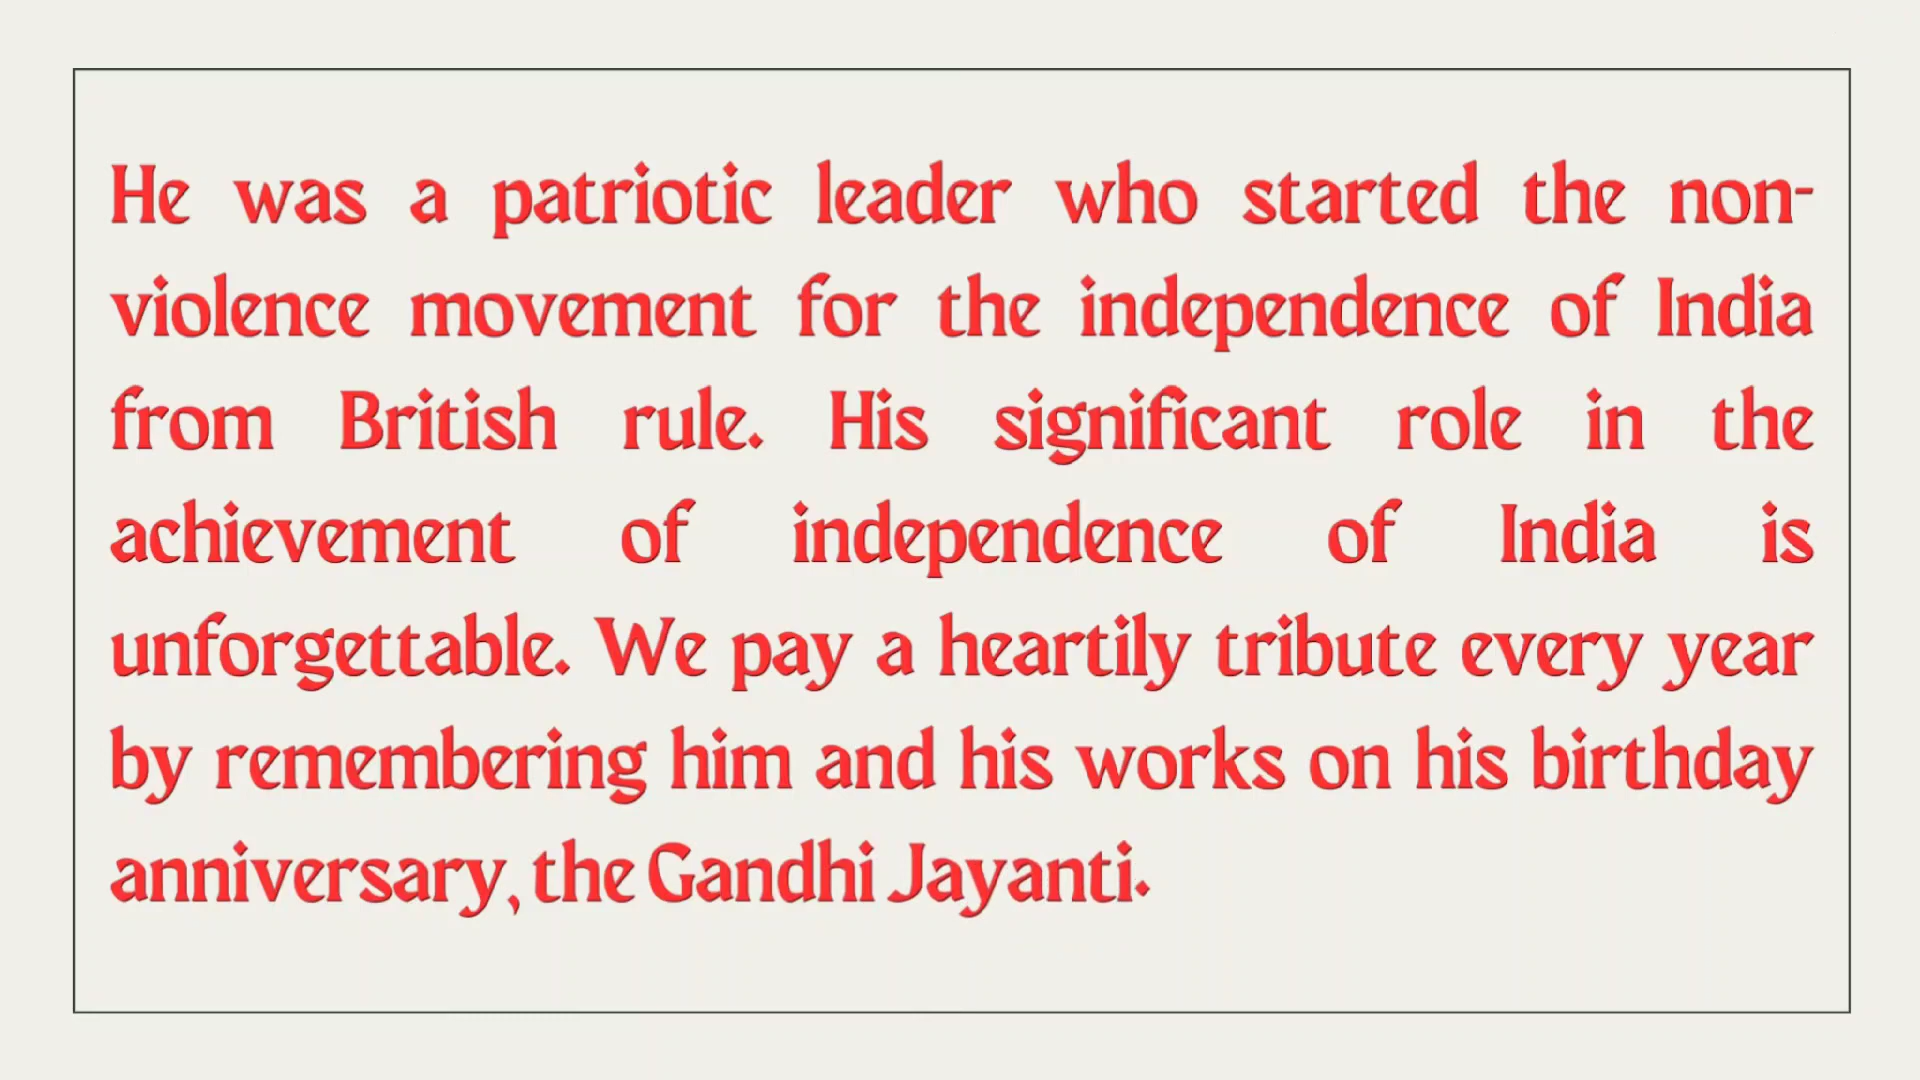 He was a patriotic leader who started the non-
violence movement for the independence of India
from British rule. His significant role in the
achievement of independence of India is
unforgettable. We pay a heartily tribute every year
by remembering him and his works on his birthday
anniversary, the Gandhi Jayanti.